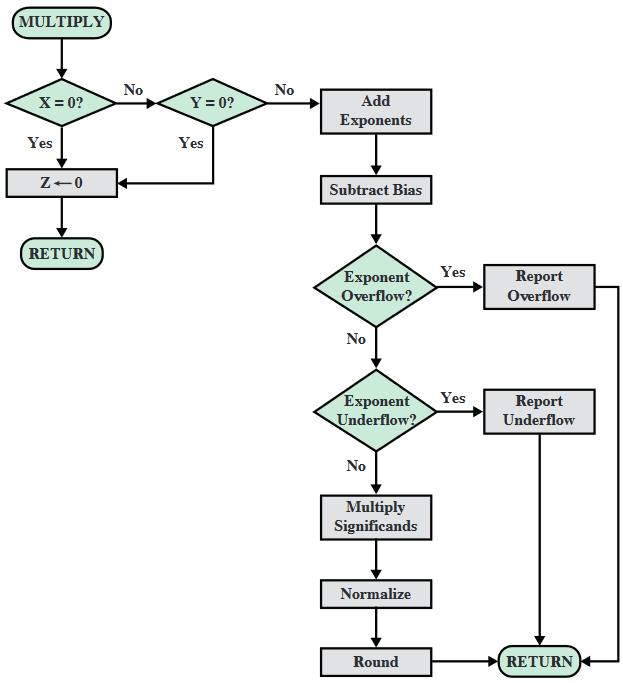 MULTIPLY
X = 0?
No
Y = 0?
No
Add
Exponents
Yes
Yes
Z ← 0
Subtract Bias
RETURN
Exponent
Overflow?
Yes
Report
Overflow
No
Exponent
Underflow?
Yes
Report
Underflow
No
Multiply
Significands
Normalize
Round
RETURN